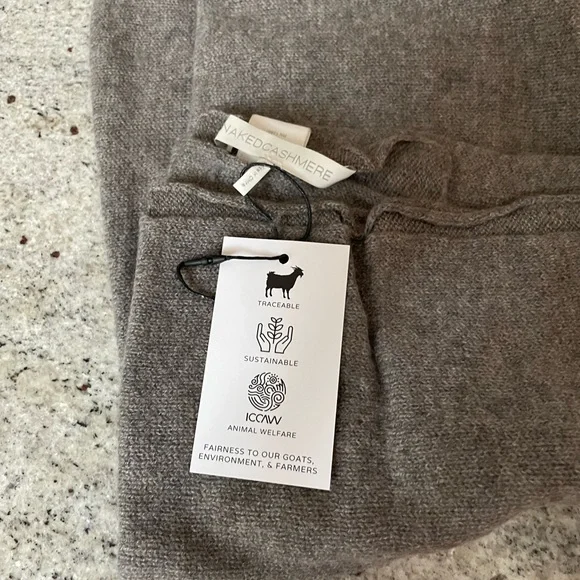 NAKEDCASHMERE
TRACEABLE
SUSTAINABLE
ICCAW
ANIMAL WELFARE
FAIRNESS TO OUR GOATS,
ENVIRONMENT, & FARMERS